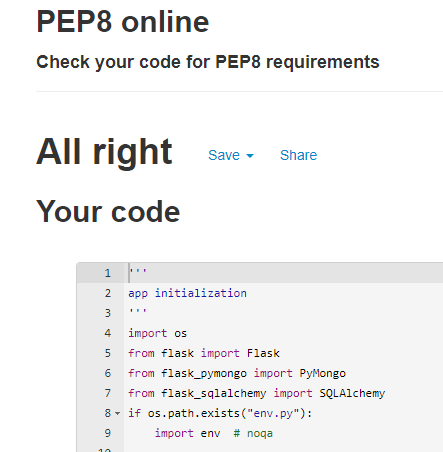 PEP8 online
Check your code for PEP8 requirements
All right Save Share
Your code
1 '''
2 app initialization
3 '''
4 import os
5 from flask import Flask
6 from flask_pymongo import PyMongo
7 from flask_sqlalchemy import SQLAlchemy
8 if os.path.exists("env.py"):
9     import env  # noqa
10